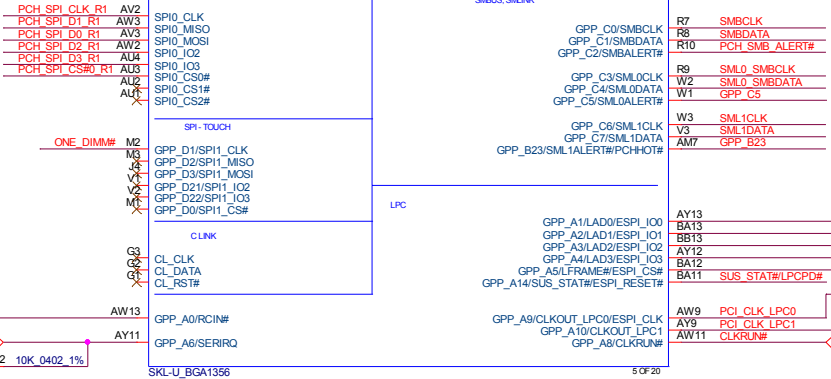 SMBUS, SMLINK
PCH_SPI_CLK_R1 AV2 SPI0_CLK
PCH_SPI_D1_R1 AW3 SPI0_MISO
PCH_SPI_D0_R1 AV3 SPI0_MOSI
PCH_SPI_D2_R1 AW2 SPI0_IO2
PCH_SPI_D3_R1 AU4 SPI0_IO3
PCH_SPI_CS#0_R1 AU3 SPI0_CS0#
AU2 SPI0_CS1#
AU1 SPI0_CS2#
GPP_C0/SMBCLK R7 SMBCLK
GPP_C1/SMBDATA R8 SMBDATA
GPP_C2/SMBALERT# R10 PCH_SMB_ALERT#
GPP_C3/SML0CLK R9 SML0_SMBCLK
GPP_C4/SML0DATA W2 SML0_SMBDATA
GPP_C5/SML0ALERT# W1 GPP_C5
GPP_C6/SML1CLK W3 SML1CLK
GPP_C7/SML1DATA V3 SML1DATA
GPP_B23/SML1ALERT#/PCHHOT# AM7 GPP_B23
SPI - TOUCH
ONE_DIMM# M2 GPP_D1/SPI1_CLK
M3 GPP_D2/SPI1_MISO
J4 GPP_D3/SPI1_MOSI
V1 GPP_D21/SPI1_IO2
V2 GPP_D22/SPI1_IO3
M1 GPP_D0/SPI1_CS#
LPC
C LINK
G3 CL_CLK
G2 CL_DATA
G1 CL_RST#
GPP_A1/LAD0/ESPI_IO0 AY13
GPP_A2/LAD1/ESPI_IO1 BA13
GPP_A3/LAD2/ESPI_IO2 BB13
GPP_A4/LAD3/ESPI_IO3 AY12
GPP_A5/LFRAME#/ESPI_CS# BA12
GPP_A14/SUS_STAT#/ESPI_RESET# BA11 SUS_STAT#/LPCPD#
AW13 GPP_A0/RCIN#
AY11 GPP_A6/SERIRQ
GPP_A9/CLKOUT_LPC0/ESPI_CLK AW9 PCI_CLK_LPC0
GPP_A10/CLKOUT_LPC1 AY9 PCI_CLK_LPC1
GPP_A8/CLKRUN# AW11 CLKRUN#
2 10K_0402_1%
SKL-U_BGA1356
5 OF 20